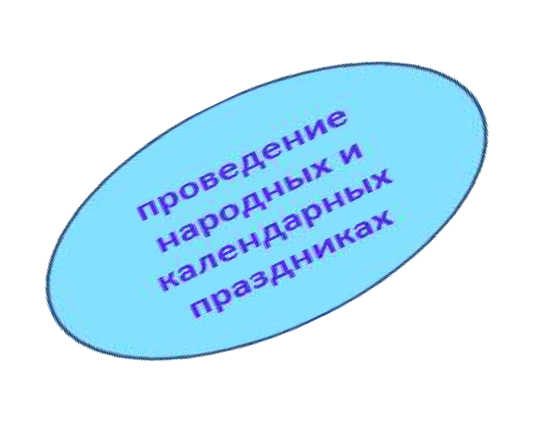 проведение
народных и
календарных
праздниках